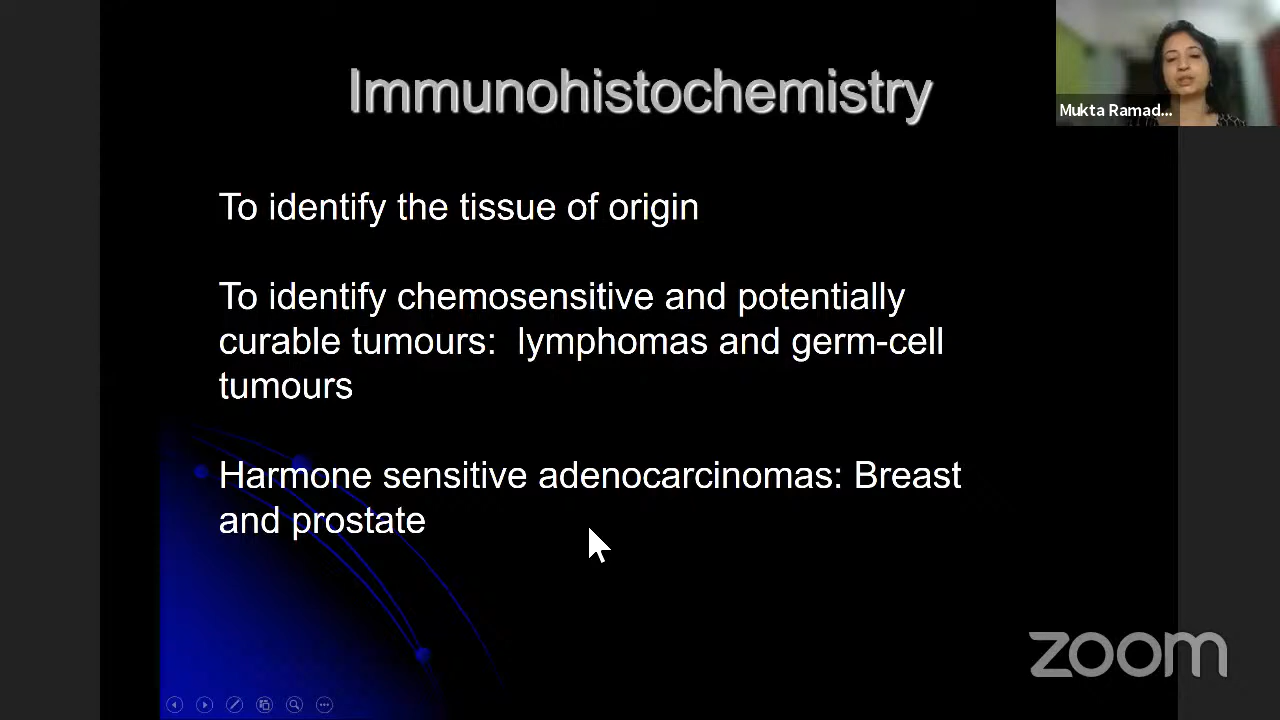 Immunohistochemistry
Mukta Ramad...
To identify the tissue of origin
To identify chemosensitive and potentially
curable tumours: lymphomas and germ-cell
tumours
Harmone sensitive adenocarcinomas: Breast
and prostate
zoom